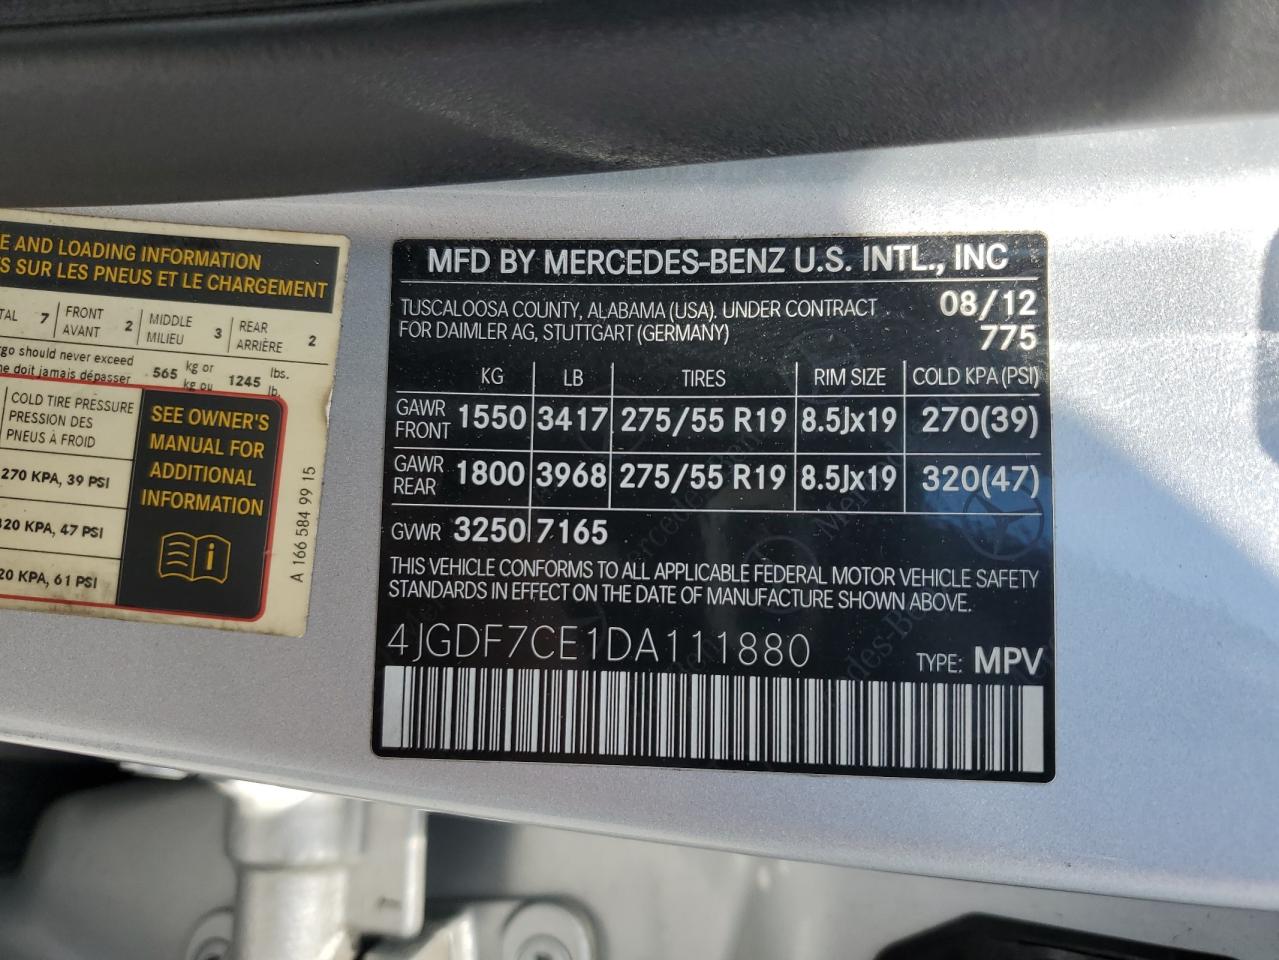 E AND LOADING INFORMATION
SUR LES PNEUS ET LE CHARGEMENT
7 FRONT AVANT 2 MIDDLE MILIEU 3 REAR ARRIÈRE 2
should never exceed 565 kg or 1245 lbs.
doit jamais dépasser kg ou lb.
COLD TIRE PRESSURE
PRESSION DES
PNEUS À FROID
270 KPA, 39 PSI
20 KPA, 47 PSI
20 KPA, 61 PSI
SEE OWNER'S
MANUAL FOR
ADDITIONAL
INFORMATION
A 166 584 99 15
MFD BY MERCEDES-BENZ U.S. INTL., INC
TUSCALOOSA COUNTY, ALABAMA (USA). UNDER CONTRACT 08/12
FOR DAIMLER AG, STUTTGART (GERMANY) 775
KG LB TIRES RIM SIZE COLD KPA (PSI)
GAWR FRONT 1550 3417 275/55 R19 8.5Jx19 270(39)
GAWR REAR 1800 3968 275/55 R19 8.5Jx19 320(47)
GVWR 3250 7165
THIS VEHICLE CONFORMS TO ALL APPLICABLE FEDERAL MOTOR VEHICLE SAFETY
STANDARDS IN EFFECT ON THE DATE OF MANUFACTURE SHOWN ABOVE.
4JGDF7CE1DA111880 TYPE: MPV